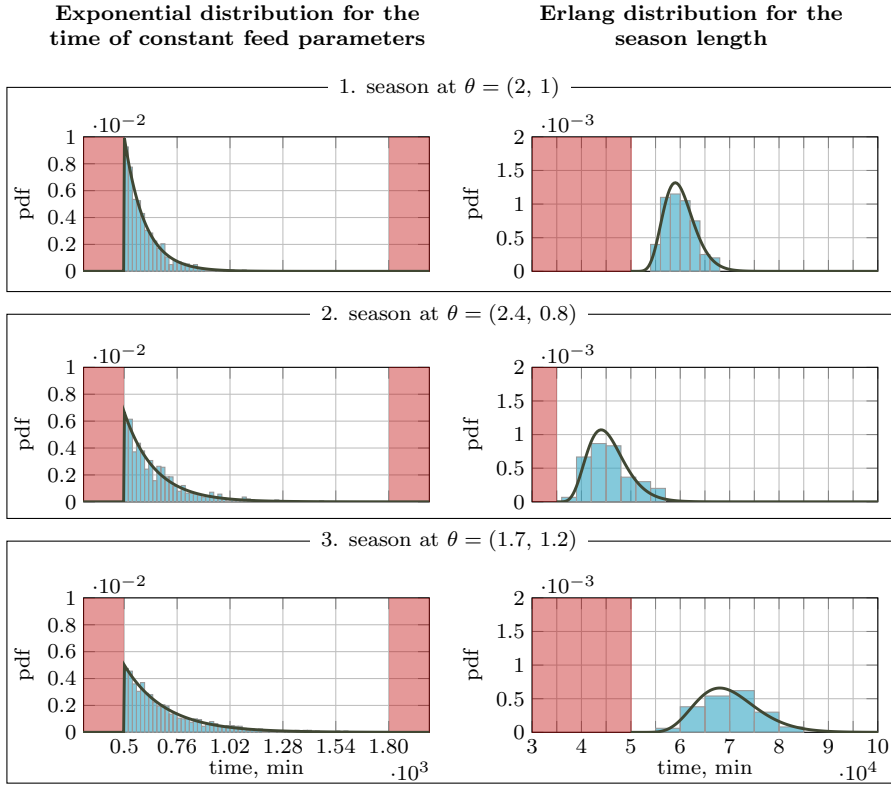 Exponential distribution for the
time of constant feed parameters
Erlang distribution for the
season length
1. season at θ = (2, 1)
·10⁻²
1
0.8
0.6
0.4
0.2
0
pdf
·10⁻³
2
1.5
1
0.5
0
pdf
2. season at θ = (2.4, 0.8)
·10⁻²
1
0.8
0.6
0.4
0.2
0
pdf
·10⁻³
2
1.5
1
0.5
0
pdf
3. season at θ = (1.7, 1.2)
·10⁻²
1
0.8
0.6
0.4
0.2
0
pdf
0.5 0.76 1.02 1.28 1.54 1.80
time, min
·10³
·10⁻³
2
1.5
1
0.5
0
pdf
3 4 5 6 7 8 9 10
time, min
·10⁴